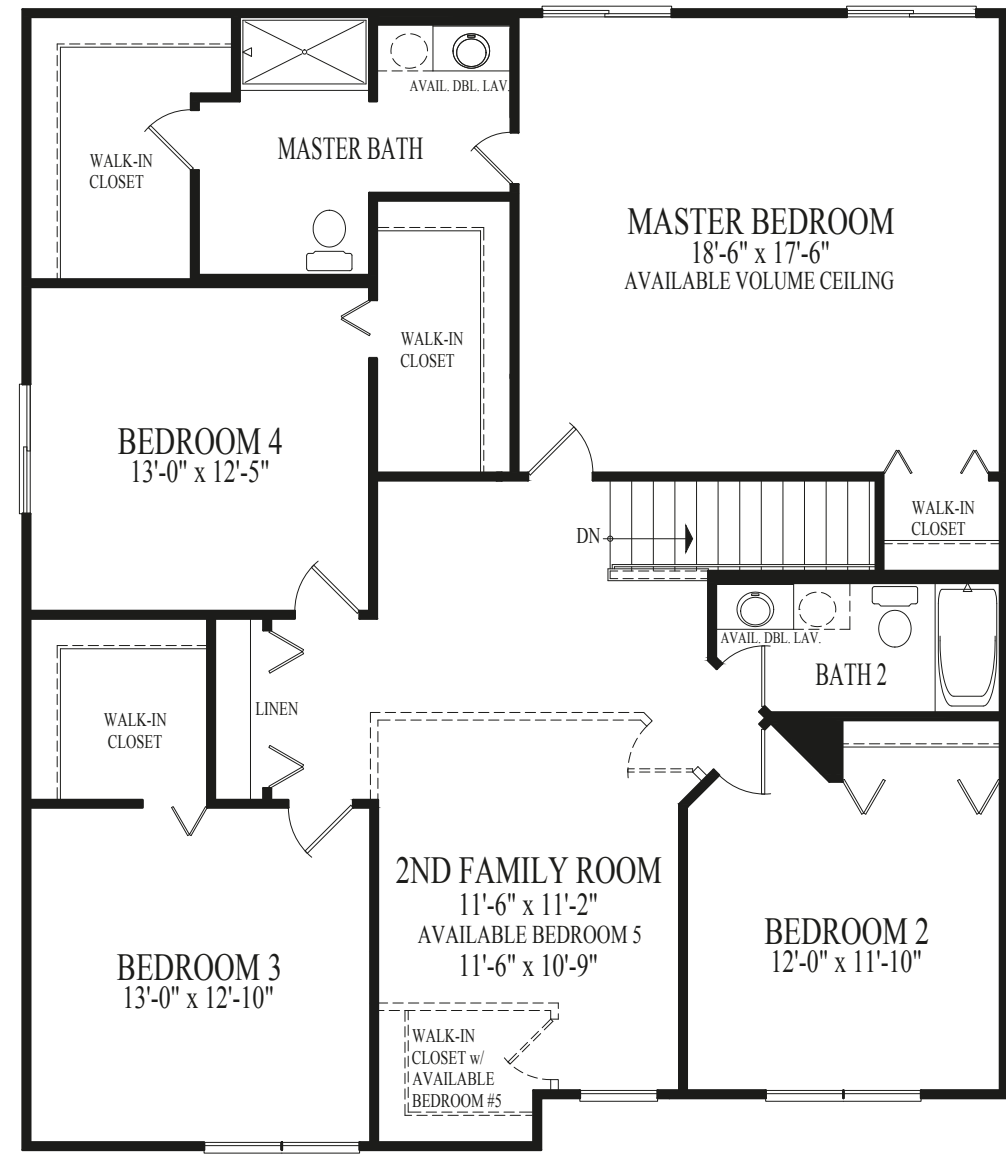 AVAIL. DBL. LAV.
MASTER BATH
WALK-IN
CLOSET
MASTER BEDROOM
18'-6" x 17'-6"
AVAILABLE VOLUME CEILING
WALK-IN
CLOSET
BEDROOM 4
13'-0" x 12'-5"
WALK-IN
CLOSET
DN
AVAIL. DBL. LAV.
BATH 2
LINEN
WALK-IN
CLOSET
2ND FAMILY ROOM
11'-6" x 11'-2"
AVAILABLE BEDROOM 5
11'-6" x 10'-9"
BEDROOM 2
12'-0" x 11'-10"
BEDROOM 3
13'-0" x 12'-10"
WALK-IN
CLOSET w/
AVAILABLE
BEDROOM #5